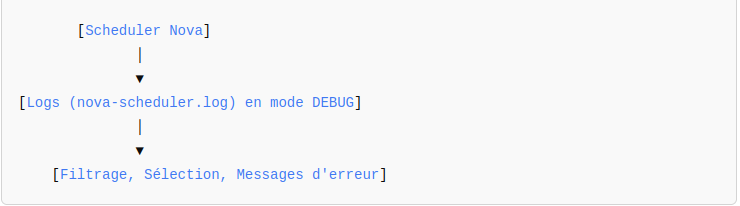 [Scheduler Nova]
│
▼
[Logs (nova-scheduler.log) en mode DEBUG]
│
▼
[Filtrage, Sélection, Messages d'erreur]